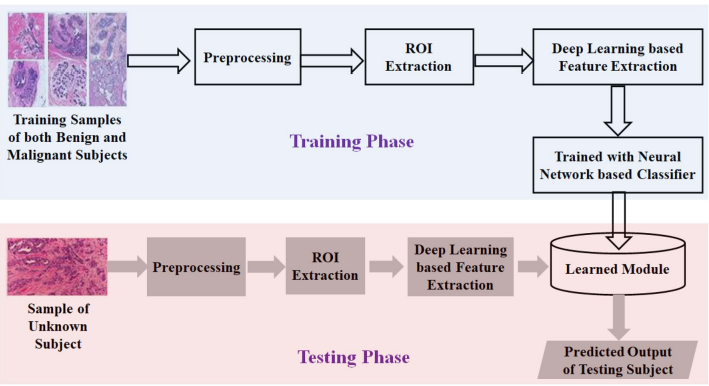 Training Samples
of both Benign and
Malignant Subjects
Preprocessing
ROI
Extraction
Deep Learning based
Feature Extraction
Training Phase
Trained with Neural
Network based Classifier
Sample of
Unknown
Subject
Preprocessing
ROI
Extraction
Deep Learning
based Feature
Extraction
Learned Module
Testing Phase
Predicted Output
of Testing Subject